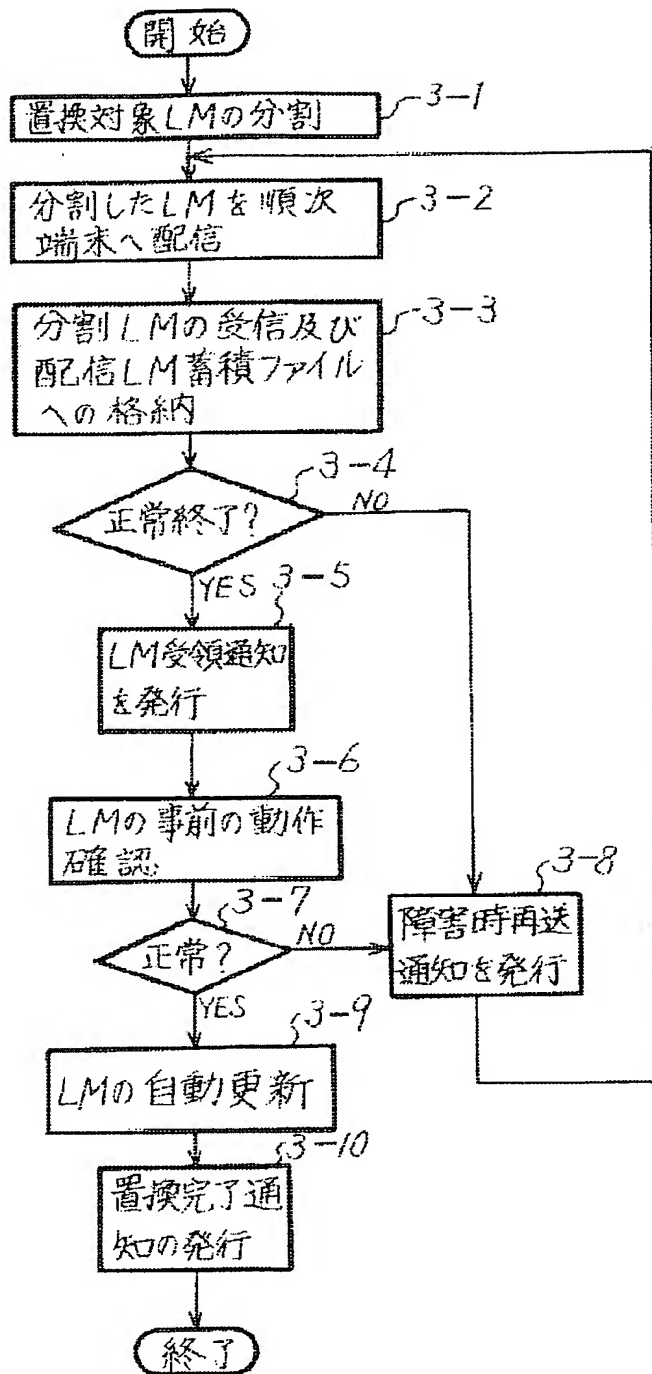 開始
置換対象LMの分割
3-1
分割したLMを順次
端末へ配信
3-2
分割LMの受信及び
配信LM蓄積ファイル
への格納
3-3
正常終了?
3-4
NO
YES
3-5
LM受領通知
を発行
3-6
LMの事前の動作
確認
3-7
正常?
NO
YES
3-8
障害時再送
通知を発行
3-9
LMの自動更新
3-10
置換完了通
知の発行
終了